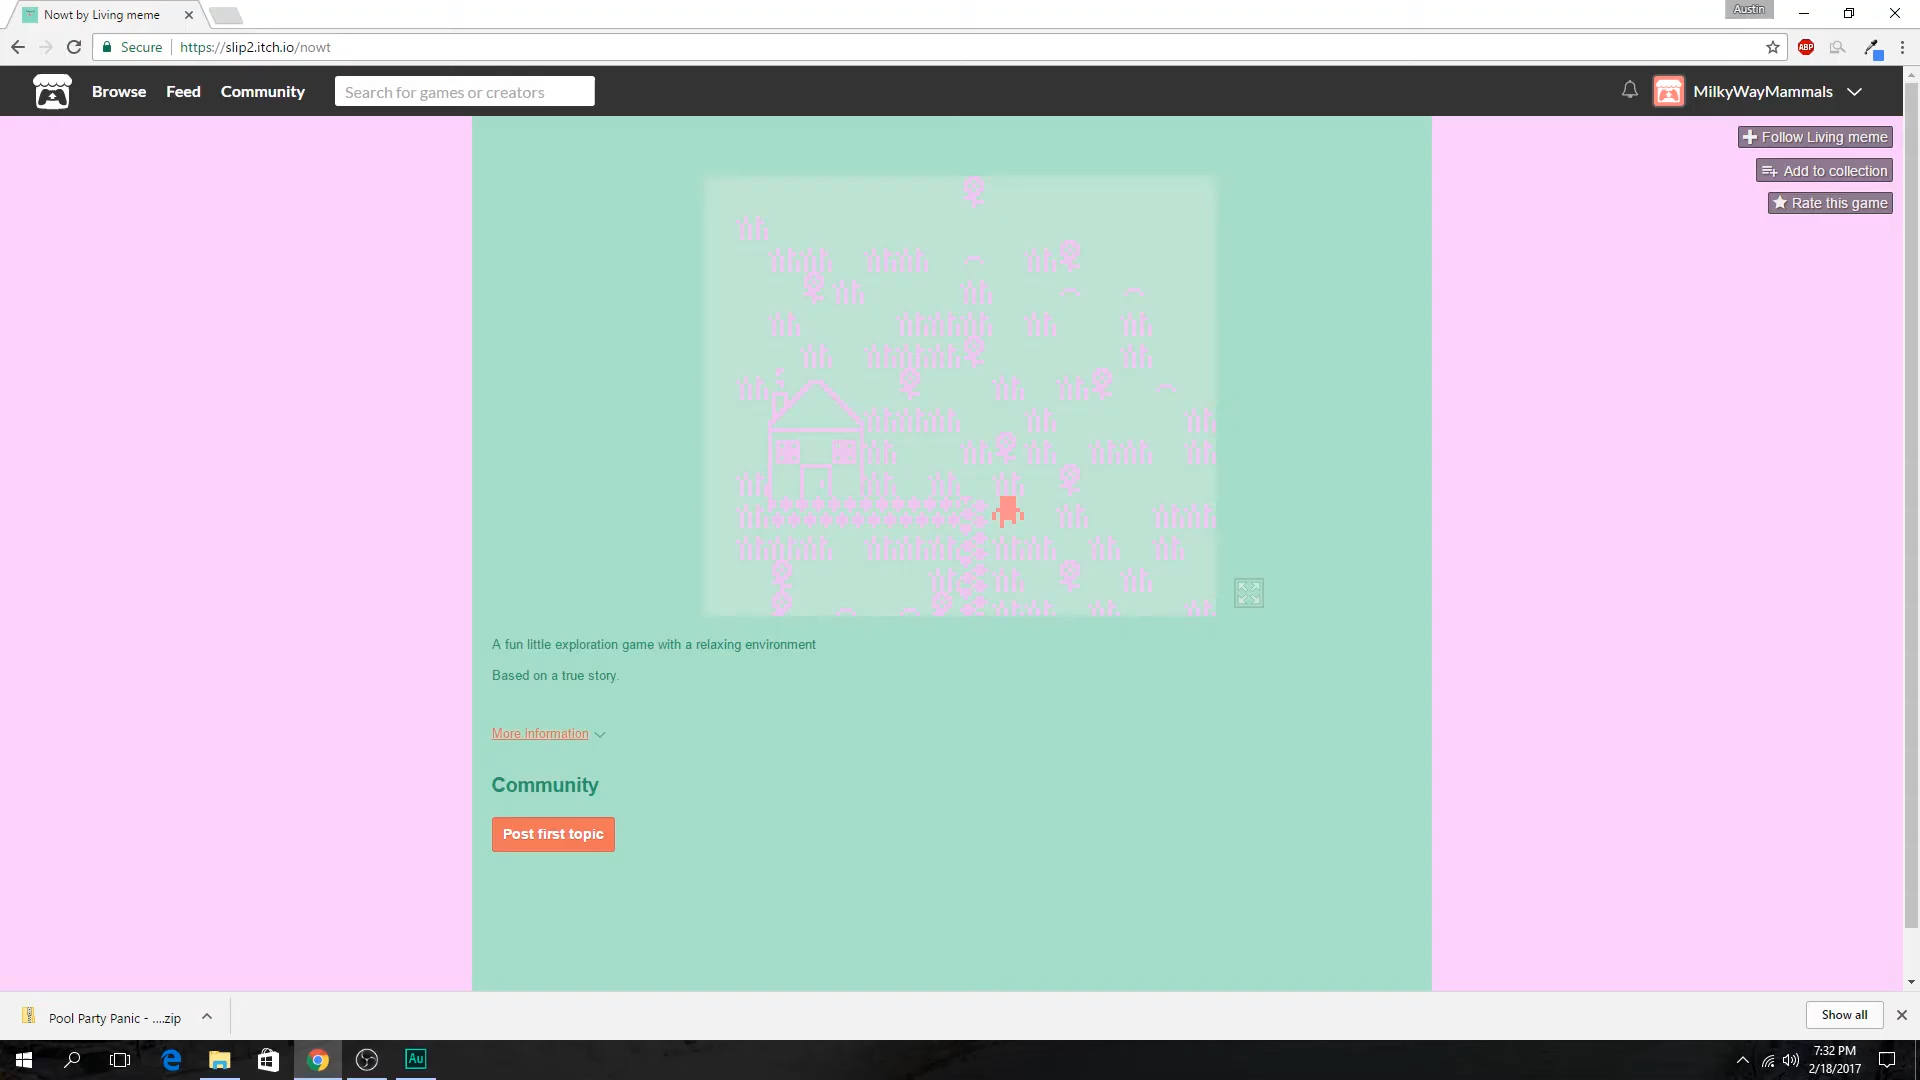 Nowt by Living meme
Austin
Secure
https://slip2.itch.io/nowt
ABP
Browse
Feed
Community
Search for games or creators
MilkyWayMammals
Follow Living meme
Add to collection
Rate this game
A fun little exploration game with a relaxing environment
Based on a true story.
More information
Community
Post first topic
Pool Party Panic - ....zip
Show all
Au
7:32 PM
2/18/2017